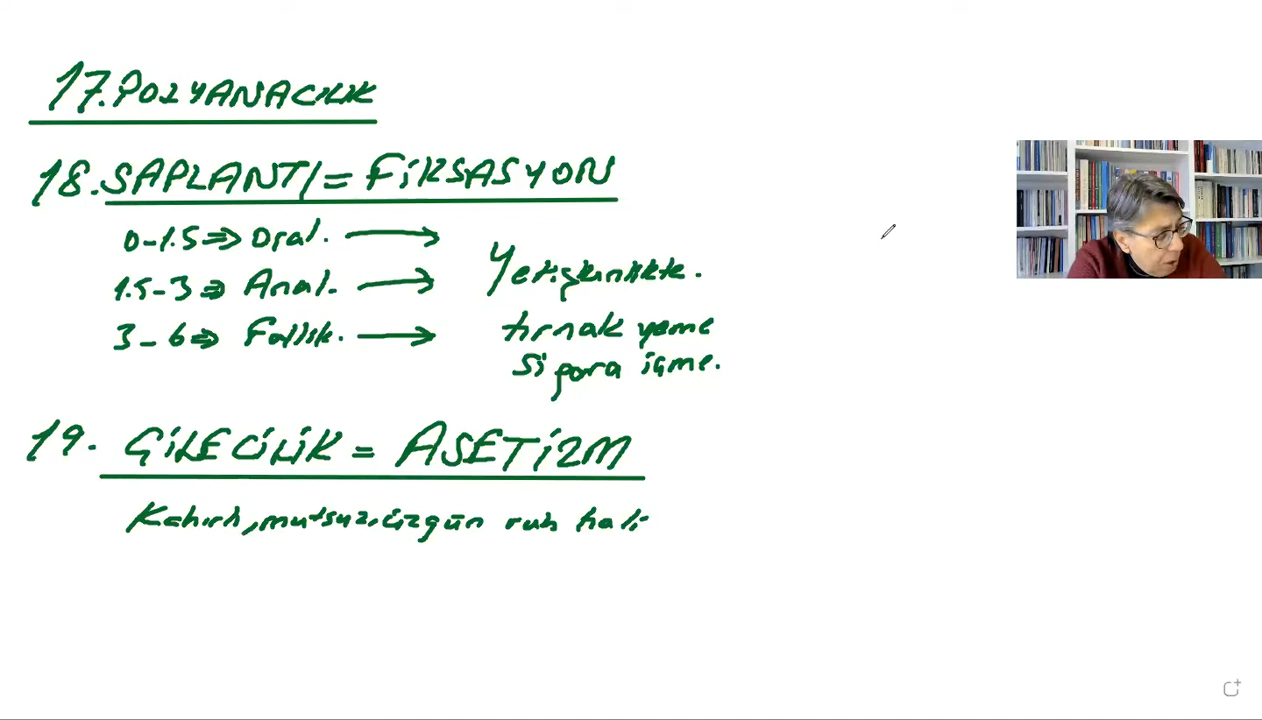 17. POLYANACILIK
18. SAPLANTI = FİKSASYON
0-1.5 ⇒ Oral. →
1.5-3 ⇒ Anal. →
3-6 ⇒ Fallik. →
Yetişkinlikte.
tırnak yeme
Sigara içme.
19. ÇİLECİLİK = ASETİZM
Kahırlı, mutsuz, üzgün ruh hali